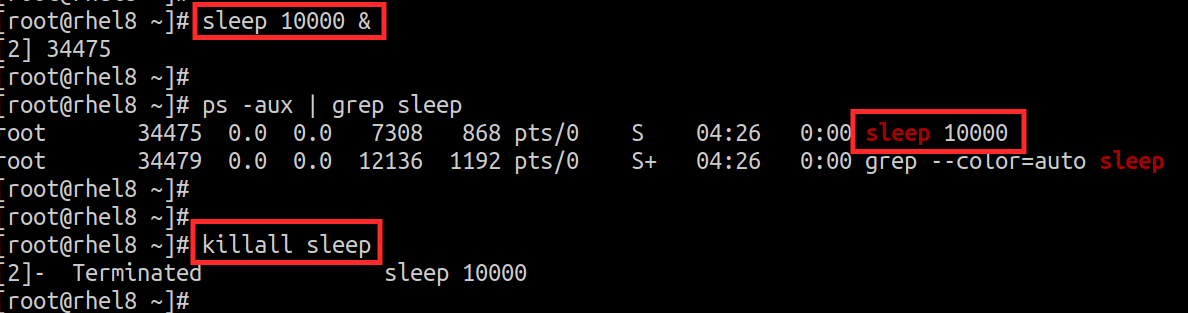 [root@rhel8 ~]# sleep 10000 &
[2] 34475
[root@rhel8 ~]#
[root@rhel8 ~]# ps -aux | grep sleep
root 34475 0.0 0.0 7308 868 pts/0 S 04:26 0:00 sleep 10000
root 34479 0.0 0.0 12136 1192 pts/0 S+ 04:26 0:00 grep --color=auto sleep
[root@rhel8 ~]#
[root@rhel8 ~]#
[root@rhel8 ~]# killall sleep
[2]- Terminated sleep 10000
[root@rhel8 ~]#